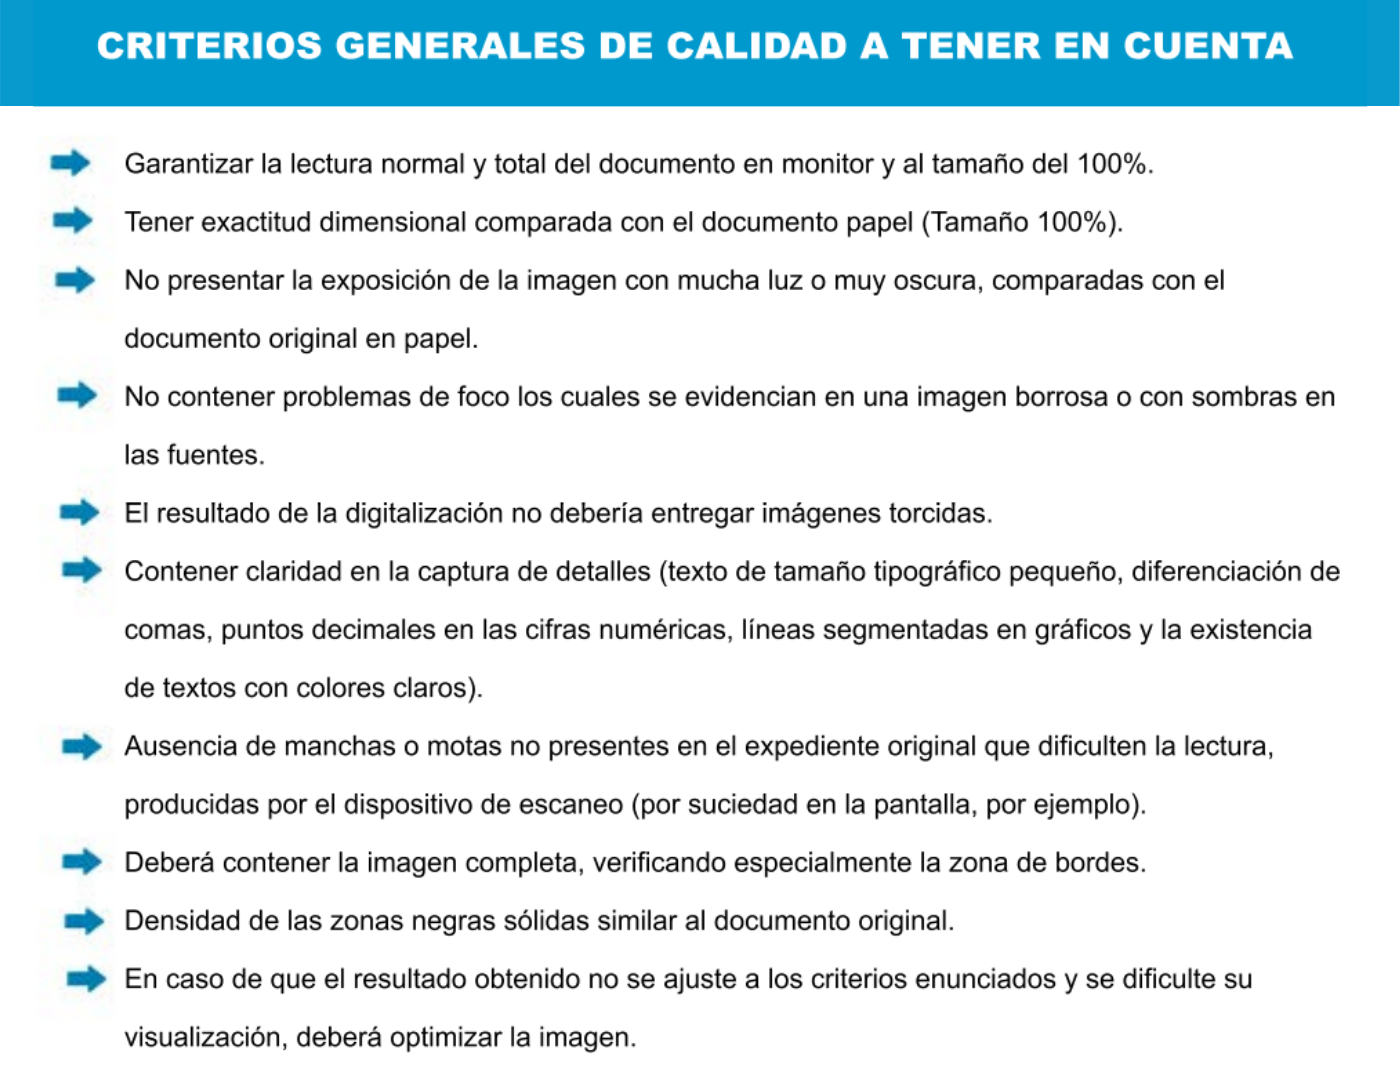 CRITERIOS GENERALES DE CALIDAD A TENER EN CUENTA
Garantizar la lectura normal y total del documento en monitor y al tamaño del 100%.
Tener exactitud dimensional comparada con el documento papel (Tamaño 100%).
No presentar la exposición de la imagen con mucha luz o muy oscura, comparadas con el
documento original en papel.
No contener problemas de foco los cuales se evidencian en una imagen borrosa o con sombras en
las fuentes.
El resultado de la digitalización no debería entregar imágenes torcidas.
Contener claridad en la captura de detalles (texto de tamaño tipográfico pequeño, diferenciación de
comas, puntos decimales en las cifras numéricas, líneas segmentadas en gráficos y la existencia
de textos con colores claros).
Ausencia de manchas o motas no presentes en el expediente original que dificulten la lectura,
producidas por el dispositivo de escaneo (por suciedad en la pantalla, por ejemplo).
Deberá contener la imagen completa, verificando especialmente la zona de bordes.
Densidad de las zonas negras sólidas similar al documento original.
En caso de que el resultado obtenido no se ajuste a los criterios enunciados y se dificulte su
visualización, deberá optimizar la imagen.